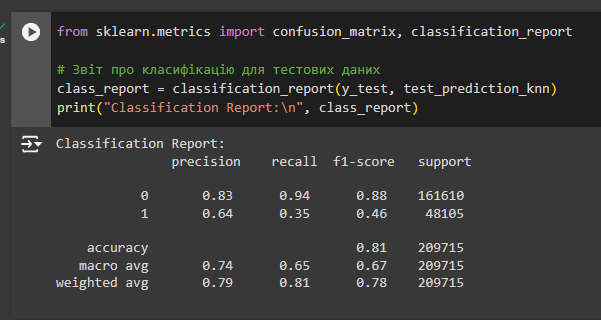 from sklearn.metrics import confusion_matrix, classification_report
# Звіт про класифікацію для тестових даних
class_report = classification_report(y_test, test_prediction_knn)
print("Classification Report:\n", class_report)
Classification Report:
precision recall f1-score support
0 0.83 0.94 0.88 161610
1 0.64 0.35 0.46 48105
accuracy 0.81 209715
macro avg 0.74 0.65 0.67 209715
weighted avg 0.79 0.81 0.78 209715